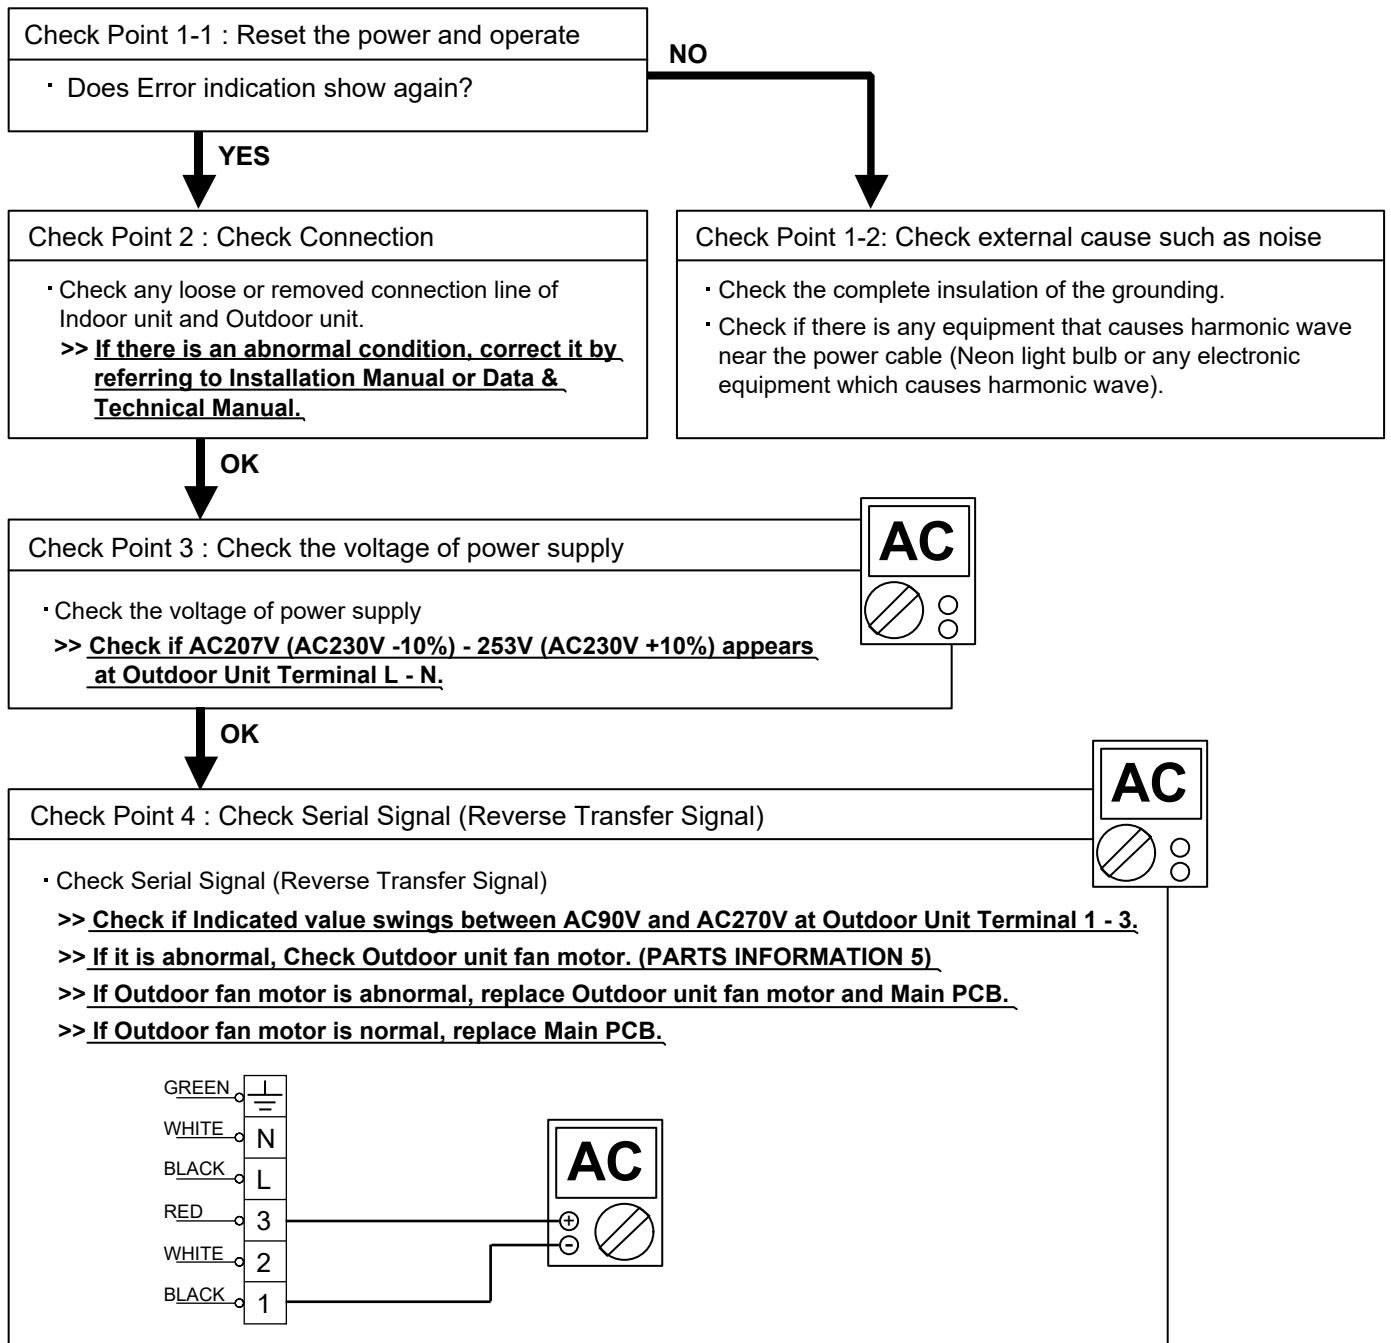 Check Point 1-1 : Reset the power and operate
· Does Error indication show again?
NO
YES
Check Point 2 : Check Connection
· Check any loose or removed connection line of
Indoor unit and Outdoor unit.
>> If there is an abnormal condition, correct it by
referring to Installation Manual or Data &
Technical Manual.
Check Point 1-2: Check external cause such as noise
· Check the complete insulation of the grounding.
· Check if there is any equipment that causes harmonic wave
near the power cable (Neon light bulb or any electronic
equipment which causes harmonic wave).
OK
Check Point 3 : Check the voltage of power supply
AC
· Check the voltage of power supply
>> Check if AC207V (AC230V -10%) - 253V (AC230V +10%) appears
at Outdoor Unit Terminal L - N.
OK
Check Point 4 : Check Serial Signal (Reverse Transfer Signal)
AC
· Check Serial Signal (Reverse Transfer Signal)
>> Check if Indicated value swings between AC90V and AC270V at Outdoor Unit Terminal 1 - 3.
>> If it is abnormal, Check Outdoor unit fan motor. (PARTS INFORMATION 5)
>> If Outdoor fan motor is abnormal, replace Outdoor unit fan motor and Main PCB.
>> If Outdoor fan motor is normal, replace Main PCB.
GREEN
WHITE N
BLACK L
RED 3
WHITE 2
BLACK 1
AC
+
-